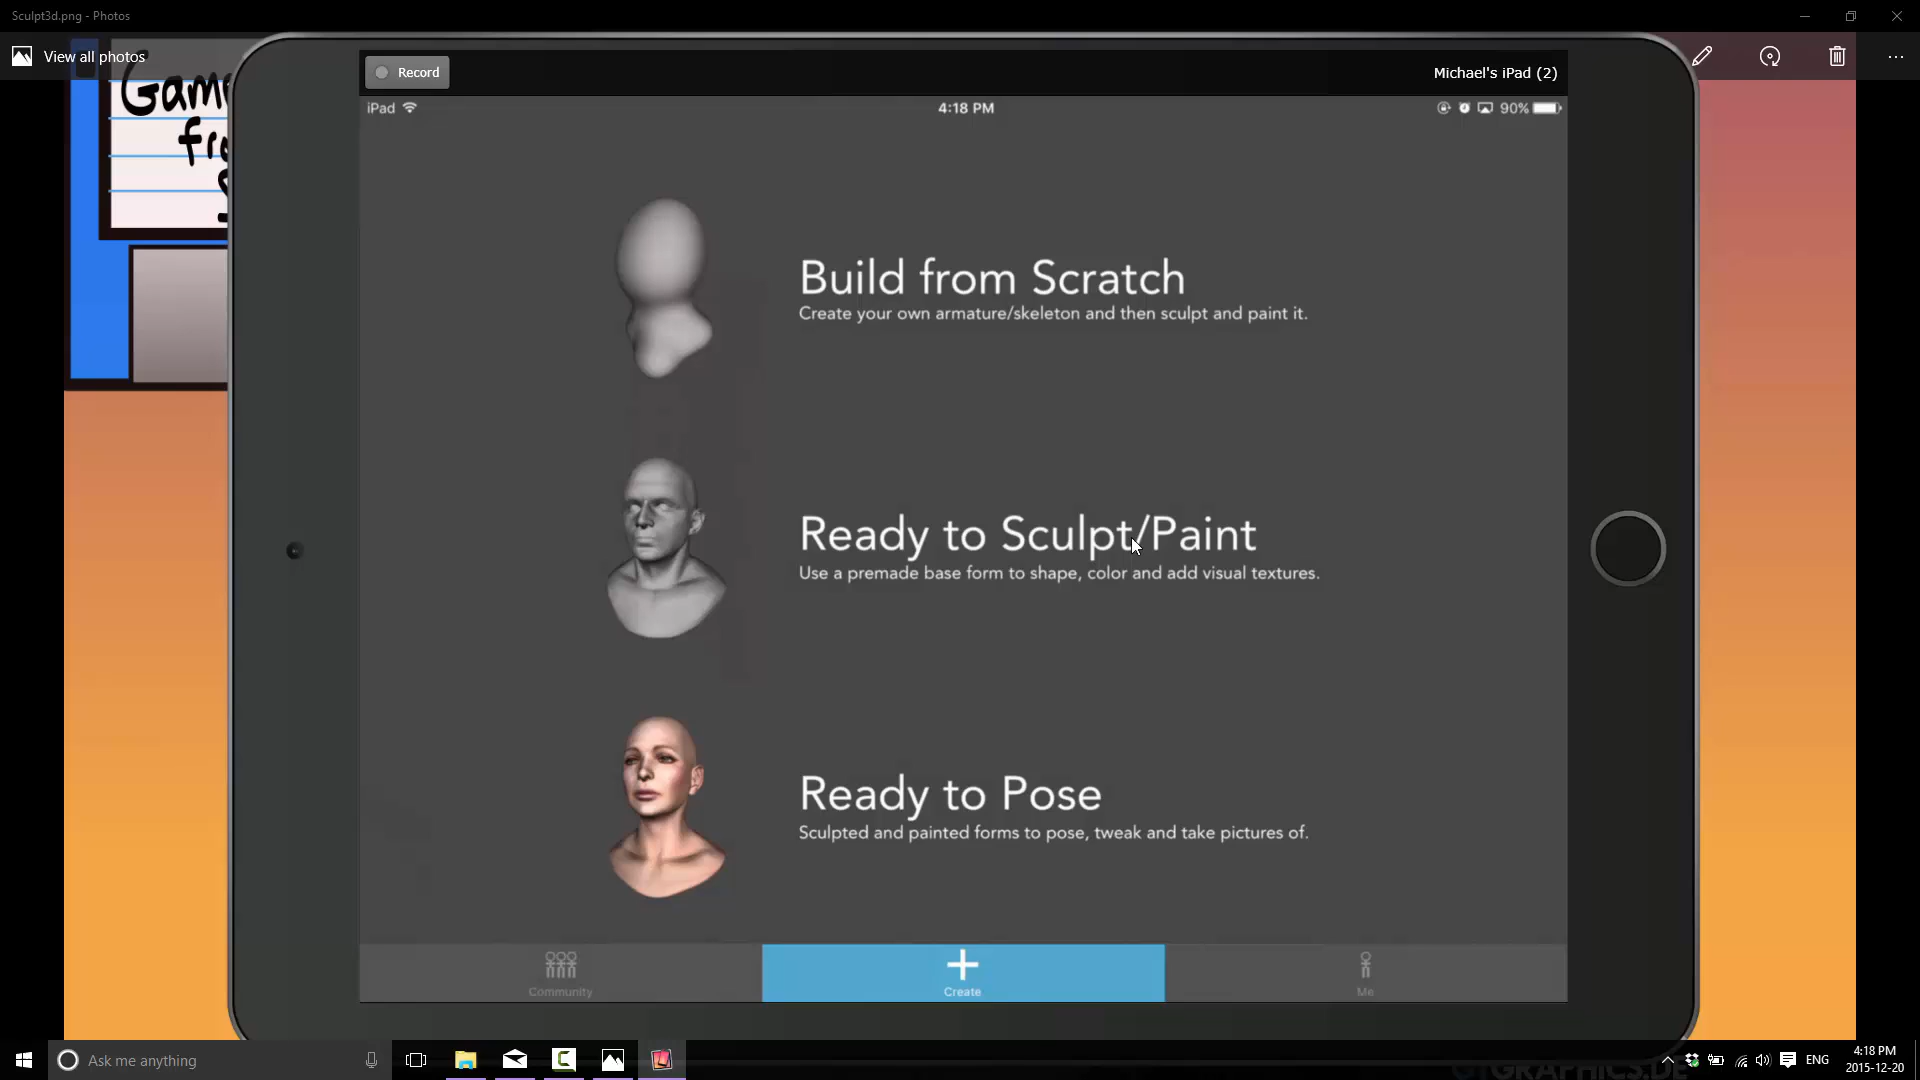 Sculpt3d.png - Photos
View all photos
Record
Michael's iPad (2)
iPad
4:18 PM
90%
Build from Scratch
Create your own armature/skeleton and then sculpt and paint it.
Ready to Sculpt/Paint
Use a premade base form to shape, color and add visual textures.
Ready to Pose
Sculpted and painted forms to pose, tweak and take pictures of.
Community
Create
Me
Ask me anything
ENG
4:18 PM
2015-12-20